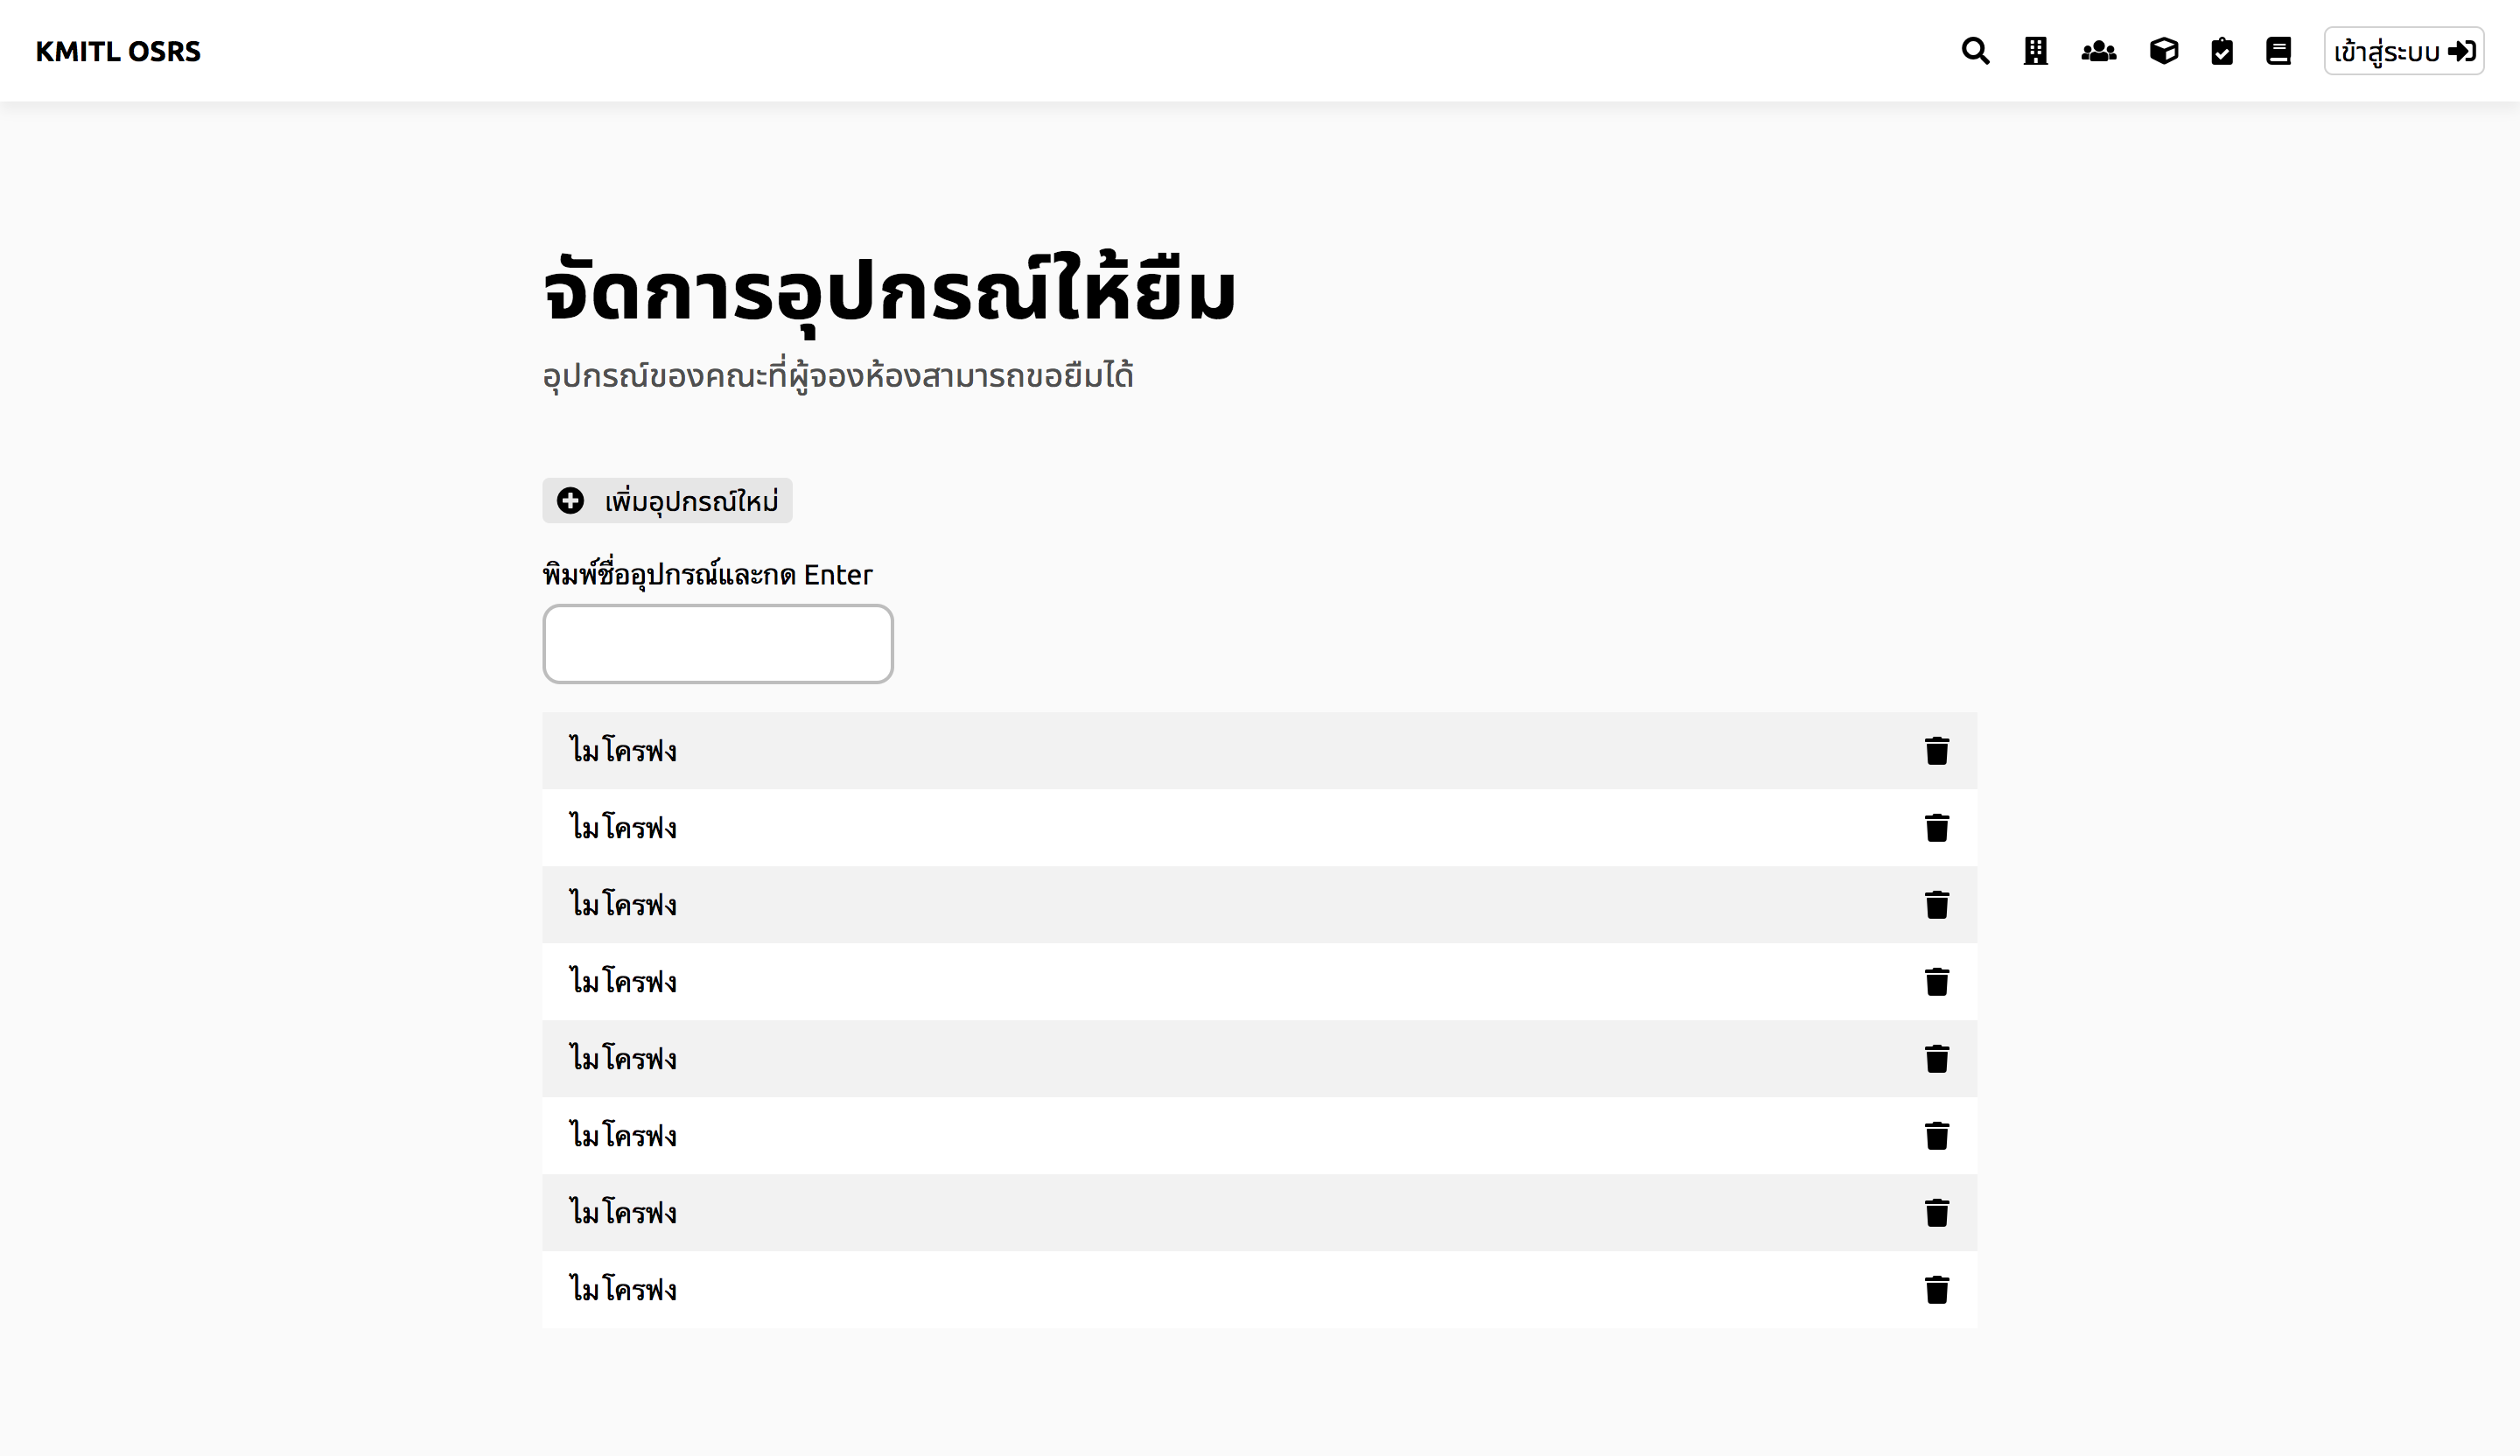 KMITL OSRS
เข้าสู่ระบบ
จัดการอุปกรณ์ให้ยืม
อุปกรณ์ของคณะที่ผู้จองห้องสามารถขอยืมได้
เพิ่มอุปกรณ์ใหม่
พิมพ์ชื่ออุปกรณ์และกด Enter
ไมโครฟง
ไมโครฟง
ไมโครฟง
ไมโครฟง
ไมโครฟง
ไมโครฟง
ไมโครฟง
ไมโครฟง